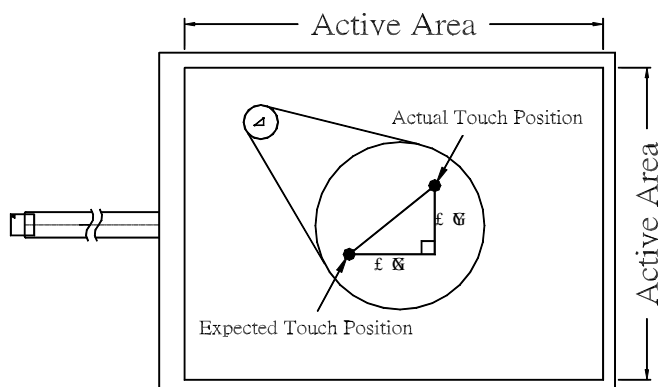 Active Area
Actual Touch Position
Active Area
Expected Touch Position